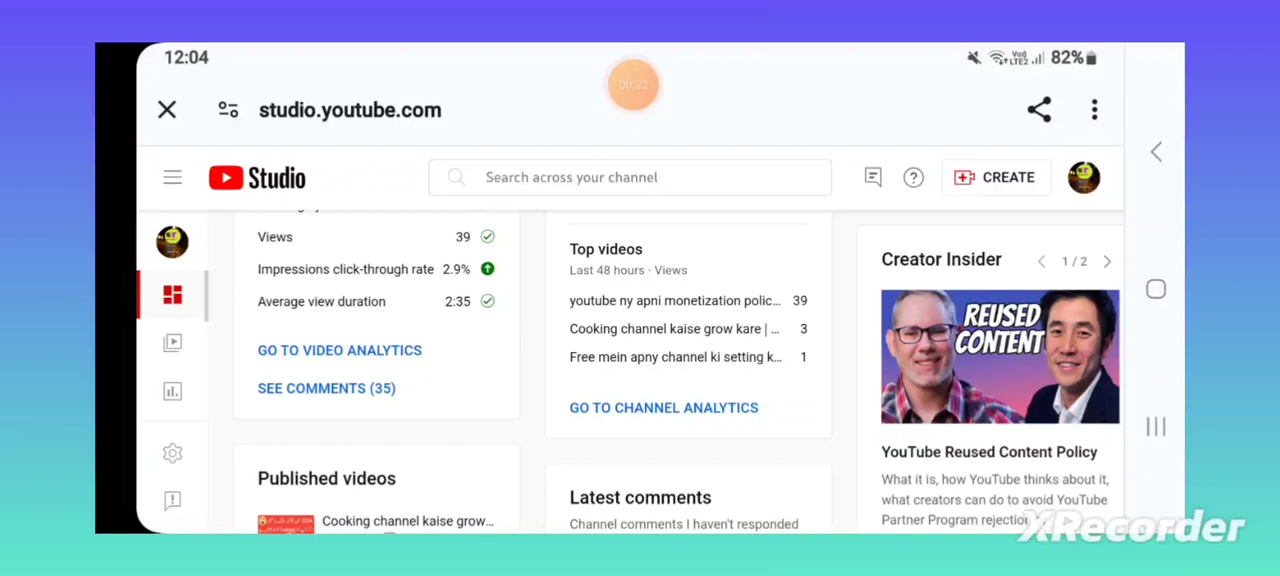 12:04
00:32
Vo)
LTE2
82%
studio.youtube.com
Studio
Search across your channel
CREATE
Views 39
Impressions click-through rate 2.9%
Average view duration 2:35
GO TO VIDEO ANALYTICS
SEE COMMENTS (35)
Published videos
Cooking channel kaise grow...
Top videos
Last 48 hours · Views
youtube ny apni monetization polic... 39
Cooking channel kaise grow kare | ... 3
Free mein apny channel ki setting k... 1
GO TO CHANNEL ANALYTICS
Latest comments
Channel comments I haven't responded
Creator Insider 1 / 2
REUSED
CONTENT
YouTube Reused Content Policy
What it is, how YouTube thinks about it,
what creators can do to avoid YouTube
Partner Program rejection
XRecorder